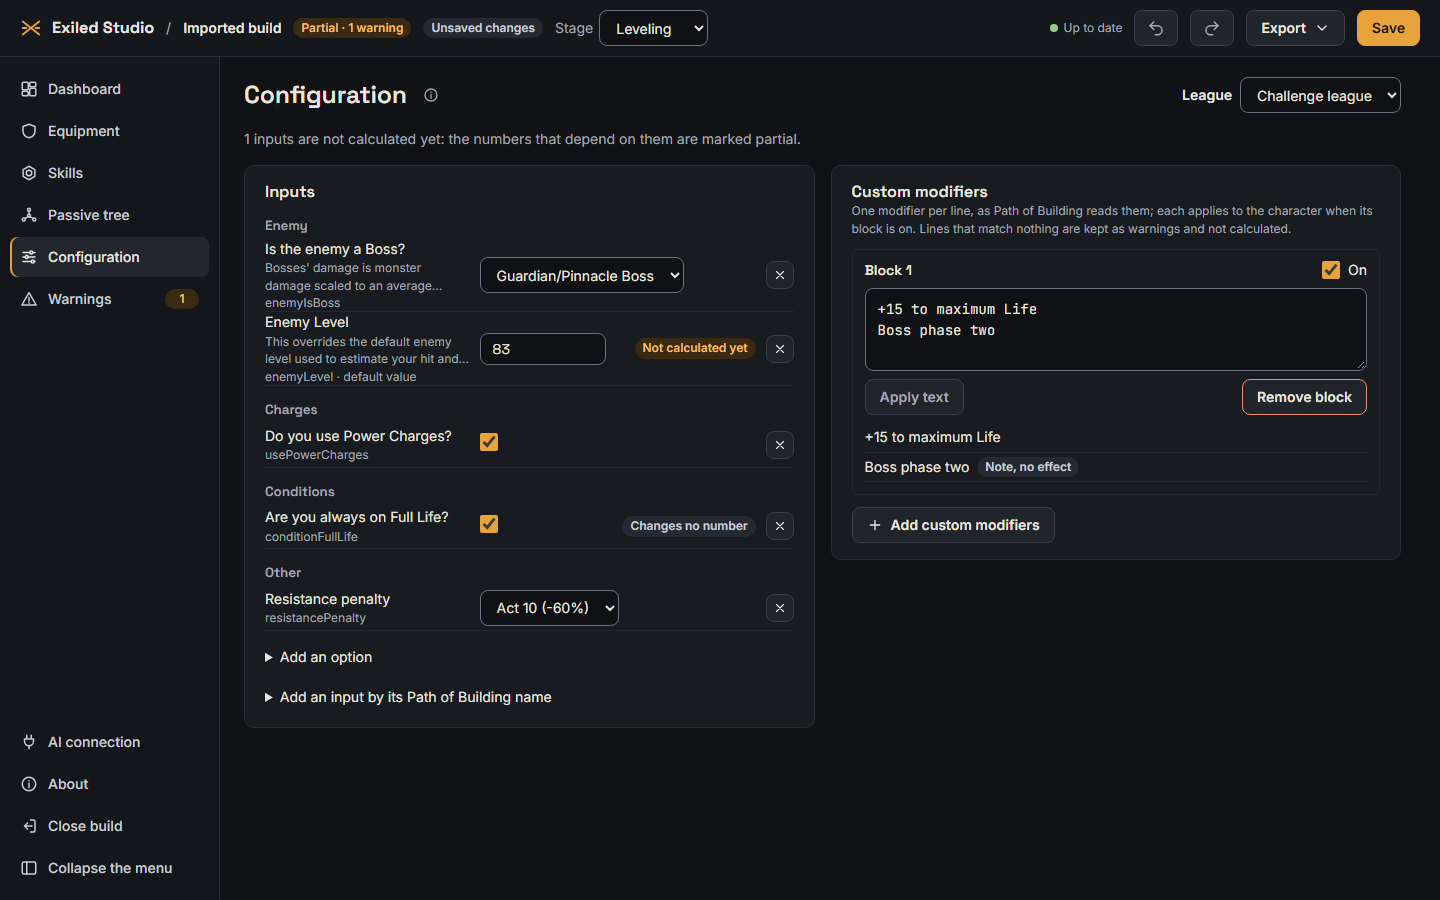 Exiled Studio / Imported build Partial · 1 warning Unsaved changes Stage Leveling Up to date Export Save
Dashboard
Equipment
Skills
Passive tree
Configuration
Warnings 1
AI connection
About
Close build
Collapse the menu
Configuration
League Challenge league
1 inputs are not calculated yet: the numbers that depend on them are marked partial.
Inputs
Enemy
Is the enemy a Boss?
Bosses' damage is monster
damage scaled to an average...
enemyIsBoss
Guardian/Pinnacle Boss
Enemy Level
This overrides the default enemy
level used to estimate your hit and...
enemyLevel · default value
83
Not calculated yet
Charges
Do you use Power Charges?
usePowerCharges
Conditions
Are you always on Full Life?
conditionFullLife
Changes no number
Other
Resistance penalty
resistancePenalty
Act 10 (-60%)
Add an option
Add an input by its Path of Building name
Custom modifiers
One modifier per line, as Path of Building reads them; each applies to the character when its
block is on. Lines that match nothing are kept as warnings and not calculated.
Block 1 On
+15 to maximum Life
Boss phase two
Apply text Remove block
+15 to maximum Life
Boss phase two Note, no effect
Add custom modifiers